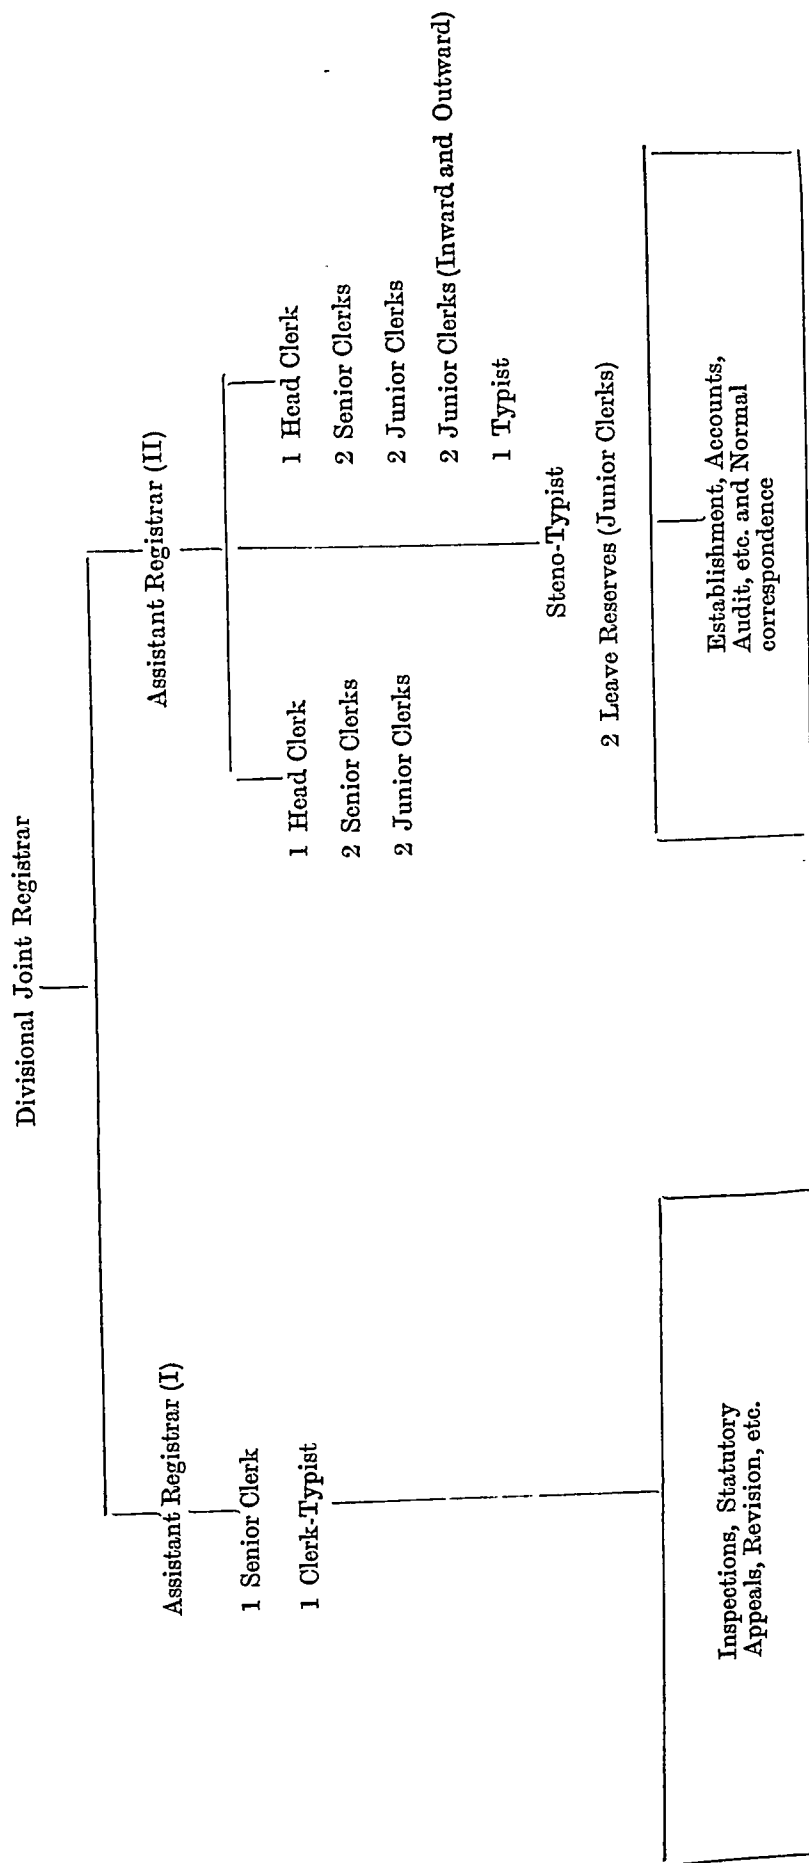 Divisional Joint Registrar
Assistant Registrar (I)
1 Senior Clerk
1 Clerk-Typist
Inspections, Statutory
Appeals, Revision, etc.
Assistant Registrar (II)
1 Head Clerk
2 Senior Clerks
2 Junior Clerks
1 Head Clerk
2 Senior Clerks
2 Junior Clerks
2 Junior Clerks (Inward and Outward)
1 Typist
Steno-Typist
2 Leave Reserves (Junior Clerks)
Establishment, Accounts,
Audit, etc. and Normal
correspondence